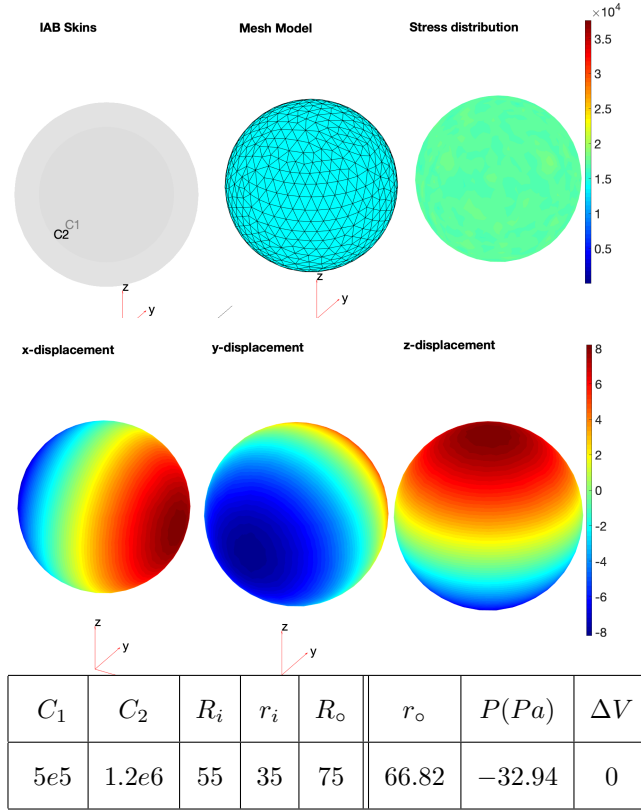 IAB Skins Mesh Model Stress distribution
×10⁴
3.5
3
2.5
2
1.5
1
0.5
C1
C2
z
y
z
y
x-displacement y-displacement z-displacement
8
6
4
2
0
-2
-4
-6
-8
z
y
z
y
C₁ C₂ Rᵢ rᵢ R∘ r∘ P(Pa) ΔV
5e5 1.2e6 55 35 75 66.82 −32.94 0